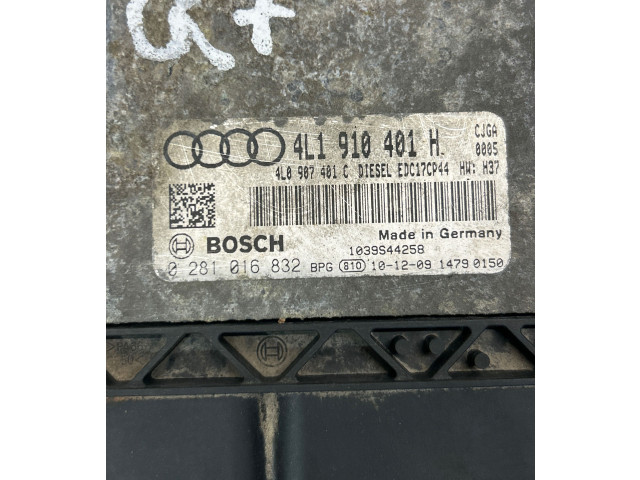 CR+
4L1 910 401 H
CJGA
0005
4L0 907 401 C DIESEL EDC17CP44 HW: H37
BOSCH
Made in Germany
1039S44258
0 281 016 832 BPG 810 10-12-09 1479 0150